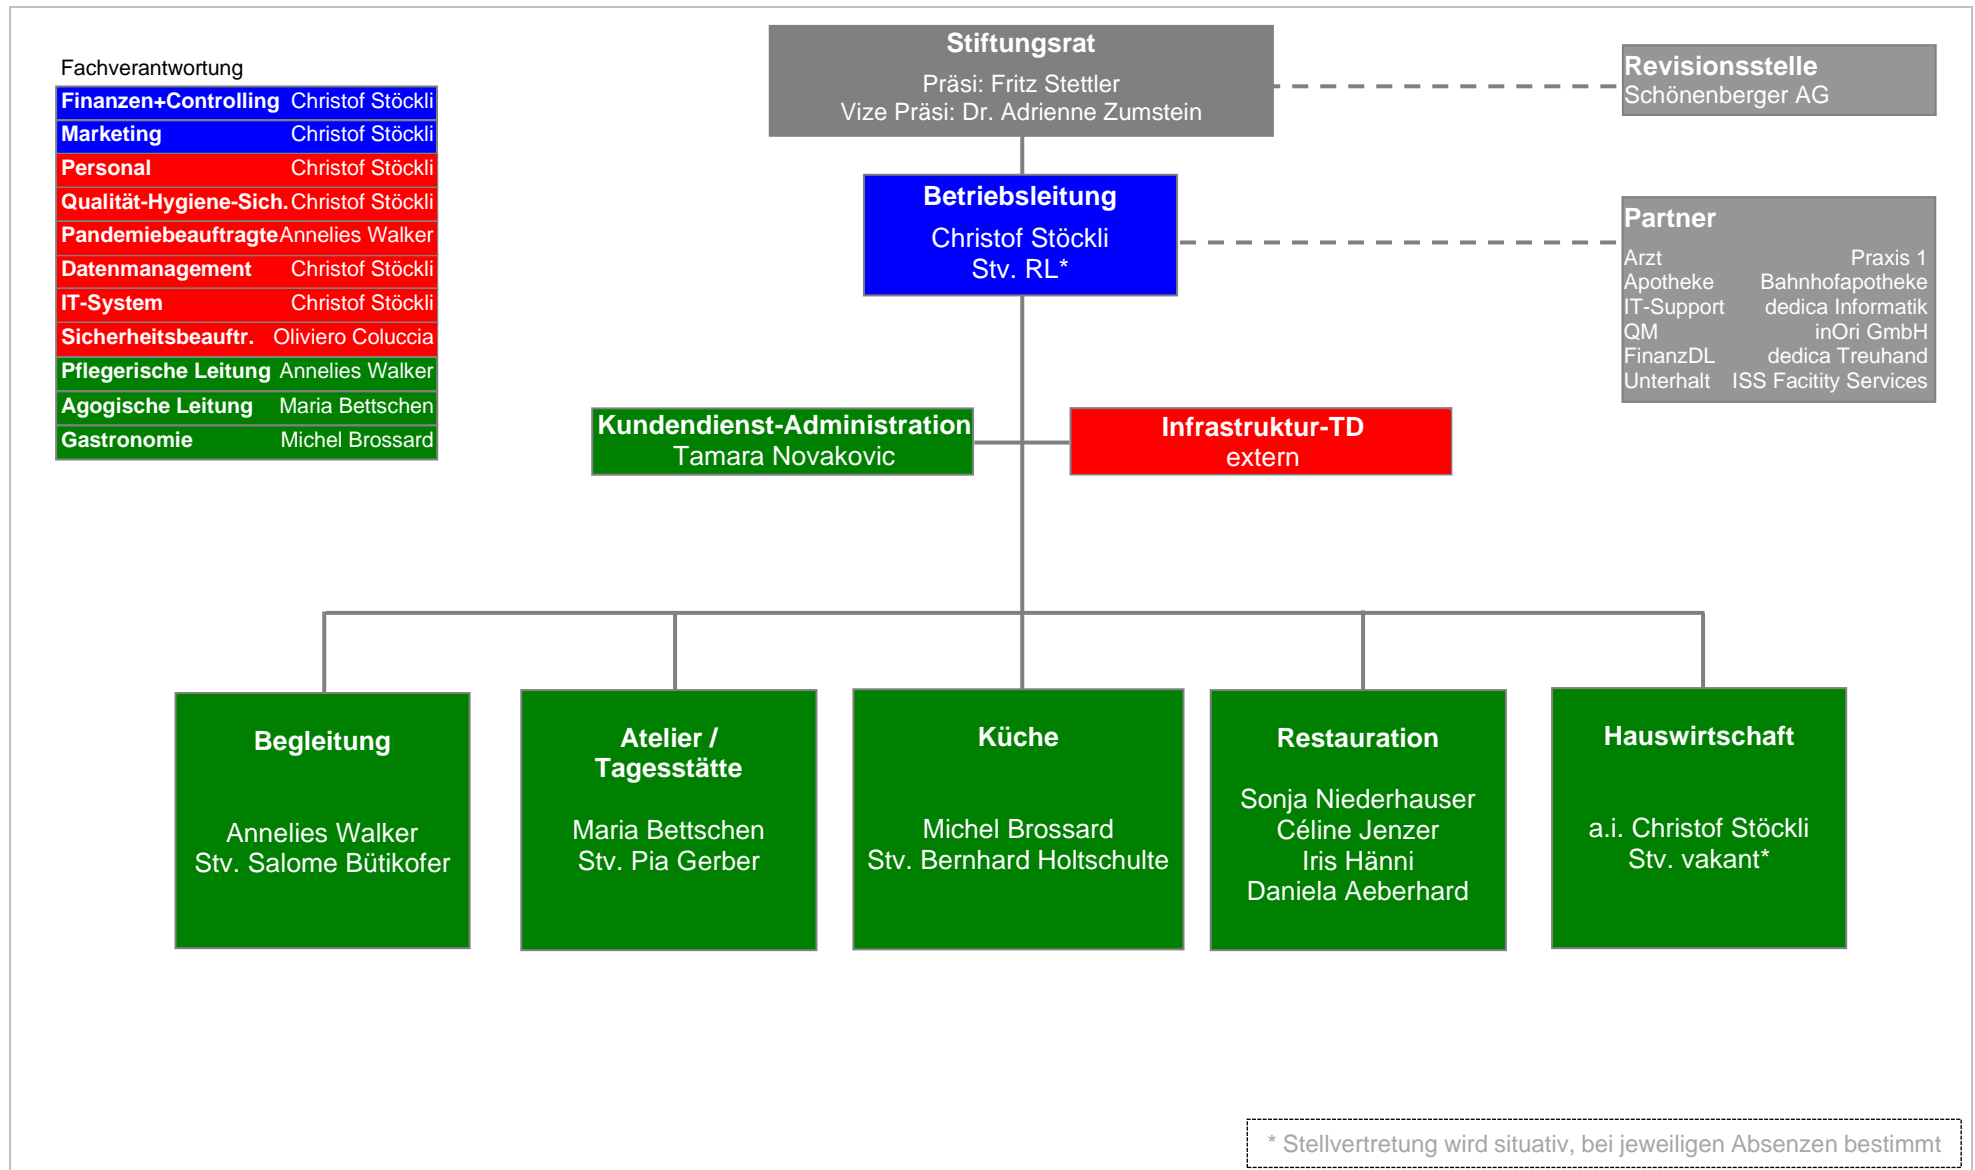 Stiftungsrat
Präsi: Fritz Stettler
Vize Präsi: Dr. Adrienne Zumstein
Revisionsstelle
Schönenberger AG
Fachverantwortung
Finanzen+Controlling Christof Stöckli
Marketing Christof Stöckli
Personal Christof Stöckli
Qualität-Hygiene-Sich. Christof Stöckli
Pandemiebeauftragte Annelies Walker
Datenmanagement Christof Stöckli
IT-System Christof Stöckli
Sicherheitsbeauftr. Oliviero Coluccia
Pflegerische Leitung Annelies Walker
Agogische Leitung Maria Bettschen
Gastronomie Michel Brossard
Betriebsleitung
Christof Stöckli
Stv. RL*
Partner
Arzt Praxis 1
Apotheke Bahnhofapotheke
IT-Support dedica Informatik
QM inOri GmbH
FinanzDL dedica Treuhand
Unterhalt ISS Facitity Services
Kundendienst-Administration
Tamara Novakovic
Infrastruktur-TD
extern
Begleitung
Annelies Walker
Stv. Salome Bütikofer
Atelier /
Tagesstätte
Maria Bettschen
Stv. Pia Gerber
Küche
Michel Brossard
Stv. Bernhard Holtschulte
Restauration
Sonja Niederhauser
Céline Jenzer
Iris Hänni
Daniela Aeberhard
Hauswirtschaft
a.i. Christof Stöckli
Stv. vakant*
* Stellvertretung wird situativ, bei jeweiligen Absenzen bestimmt